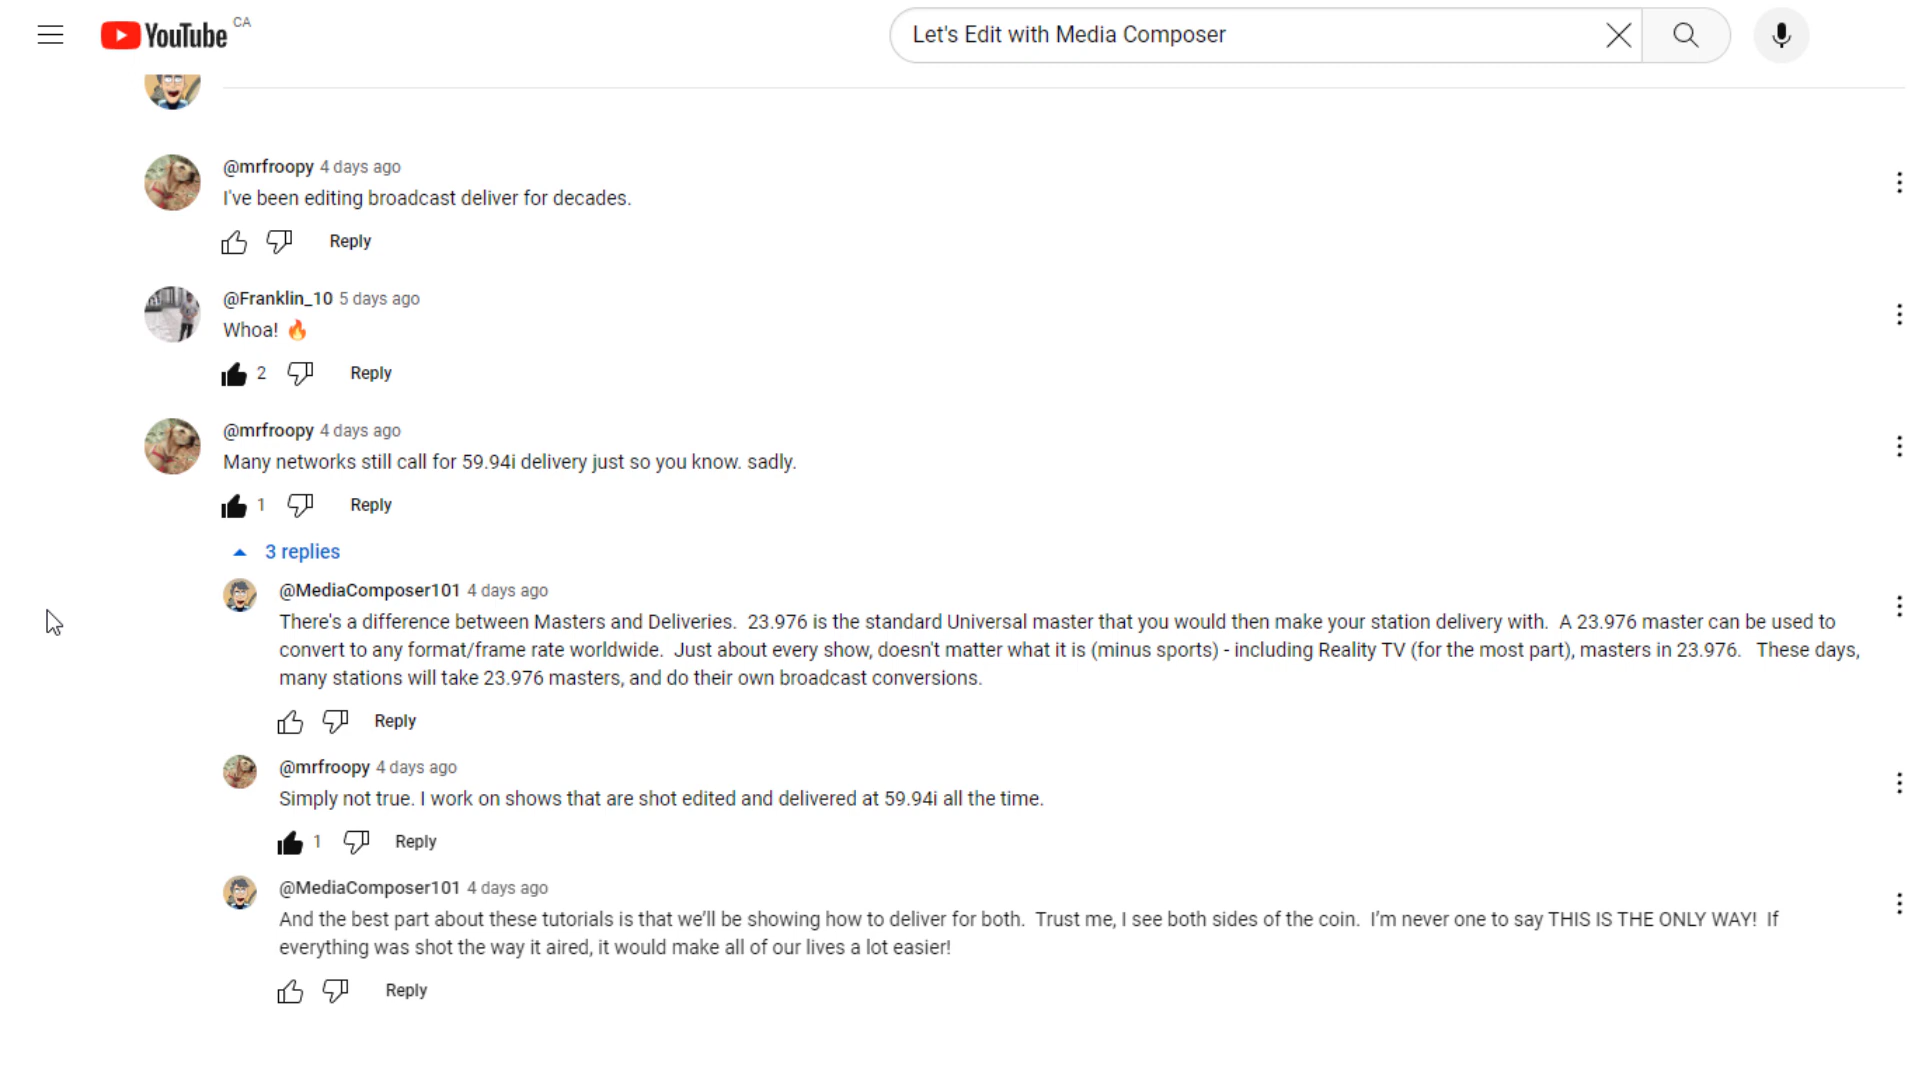 YouTube CA
Let's Edit with Media Composer
@mrfroopy 4 days ago
I've been editing broadcast deliver for decades.
Reply
@Franklin_10 5 days ago
Whoa! 🔥
2 Reply
@mrfroopy 4 days ago
Many networks still call for 59.94i delivery just so you know. sadly.
1 Reply
3 replies
@MediaComposer101 4 days ago
There's a difference between Masters and Deliveries.  23.976 is the standard Universal master that you would then make your station delivery with.  A 23.976 master can be used to
convert to any format/frame rate worldwide.  Just about every show, doesn't matter what it is (minus sports) - including Reality TV (for the most part), masters in 23.976.   These days,
many stations will take 23.976 masters, and do their own broadcast conversions.
Reply
@mrfroopy 4 days ago
Simply not true. I work on shows that are shot edited and delivered at 59.94i all the time.
1 Reply
@MediaComposer101 4 days ago
And the best part about these tutorials is that we’ll be showing how to deliver for both.  Trust me, I see both sides of the coin.  I’m never one to say THIS IS THE ONLY WAY!  If
everything was shot the way it aired, it would make all of our lives a lot easier!
Reply